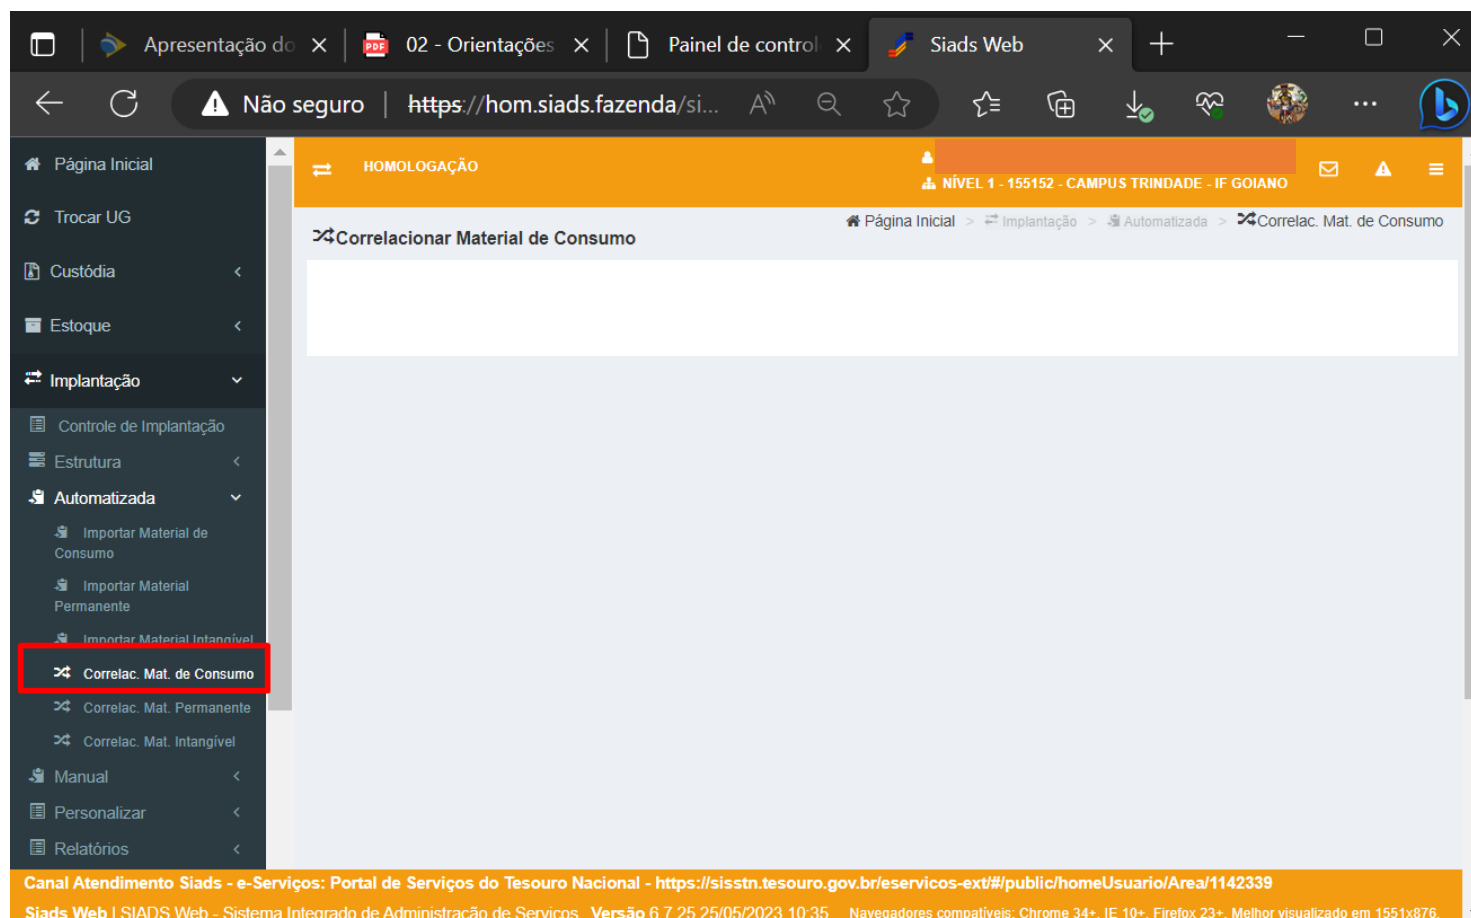 Apresentação do
02 - Orientações
Painel de control
Siads Web
Não seguro
https://hom.siads.fazenda/si...
Página Inicial
Trocar UG
Custódia
Estoque
Implantação
Controle de Implantação
Estrutura
Automatizada
Importar Material de
Consumo
Importar Material
Permanente
Importar Material Intangível
Correlac. Mat. de Consumo
Correlac. Mat. Permanente
Correlac. Mat. Intangível
Manual
Personalizar
Relatórios
HOMOLOGAÇÃO
NÍVEL 1 - 155152 - CAMPUS TRINDADE - IF GOIANO
Correlacionar Material de Consumo
Página Inicial > Implantação > Automatizada > Correlac. Mat. de Consumo
Canal Atendimento Siads - e-Serviços: Portal de Serviços do Tesouro Nacional - https://sisstn.tesouro.gov.br/eservicos-ext/#/public/homeUsuario/Area/1142339
Siads Web | SIADS Web - Sistema Integrado de Administração de Serviços Versão 6.7.25 25/05/2023 10:35 Navegadores compatíveis: Chrome 34+, IE 10+, Firefox 23+. Melhor visualizado em 1551x876.